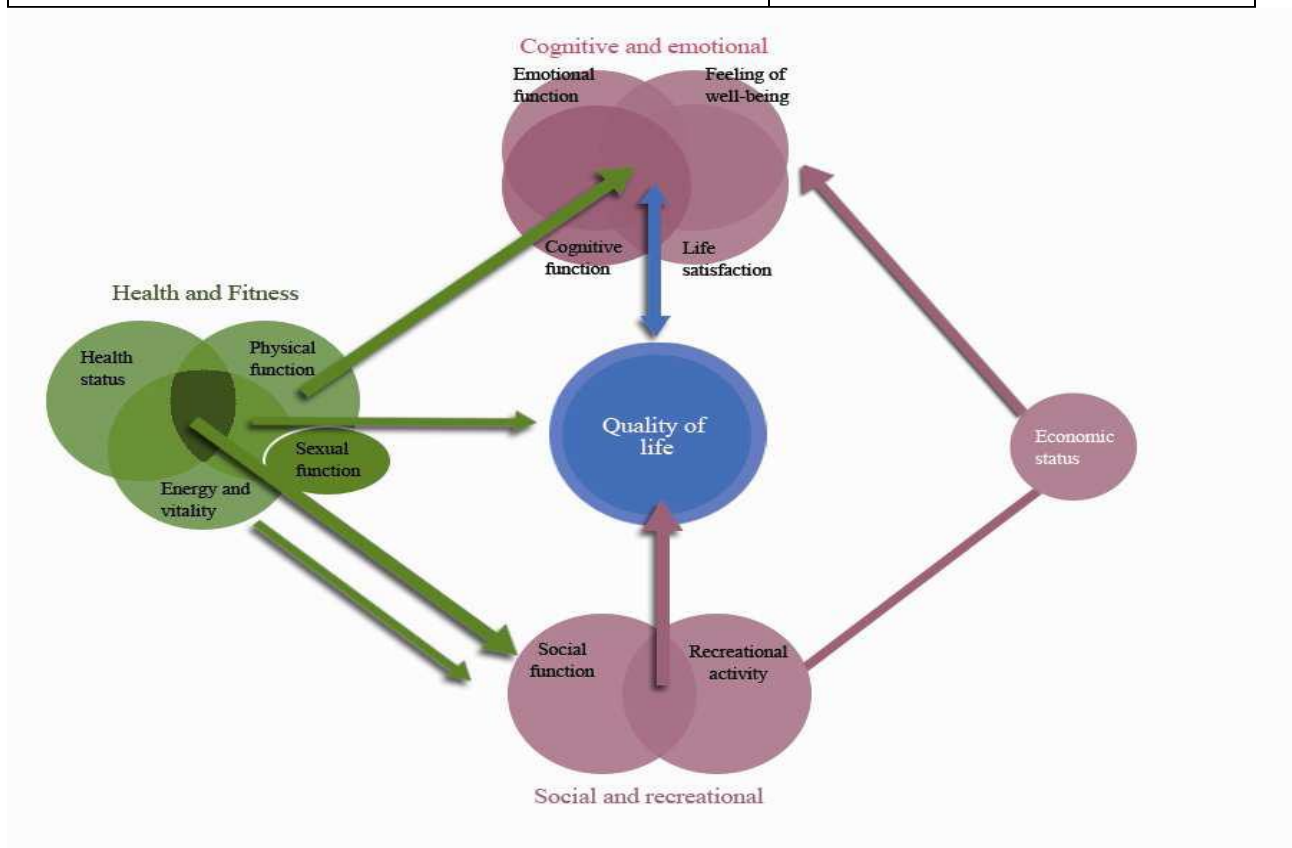 Cognitive and emotional
Emotional
function
Feeling of
well-being
Cognitive
function
Life
satisfaction
Health and Fitness
Health
status
Physical
function
Sexual
function
Energy and
vitality
Quality of
life
Economic
status
Social
function
Recreational
activity
Social and recreational